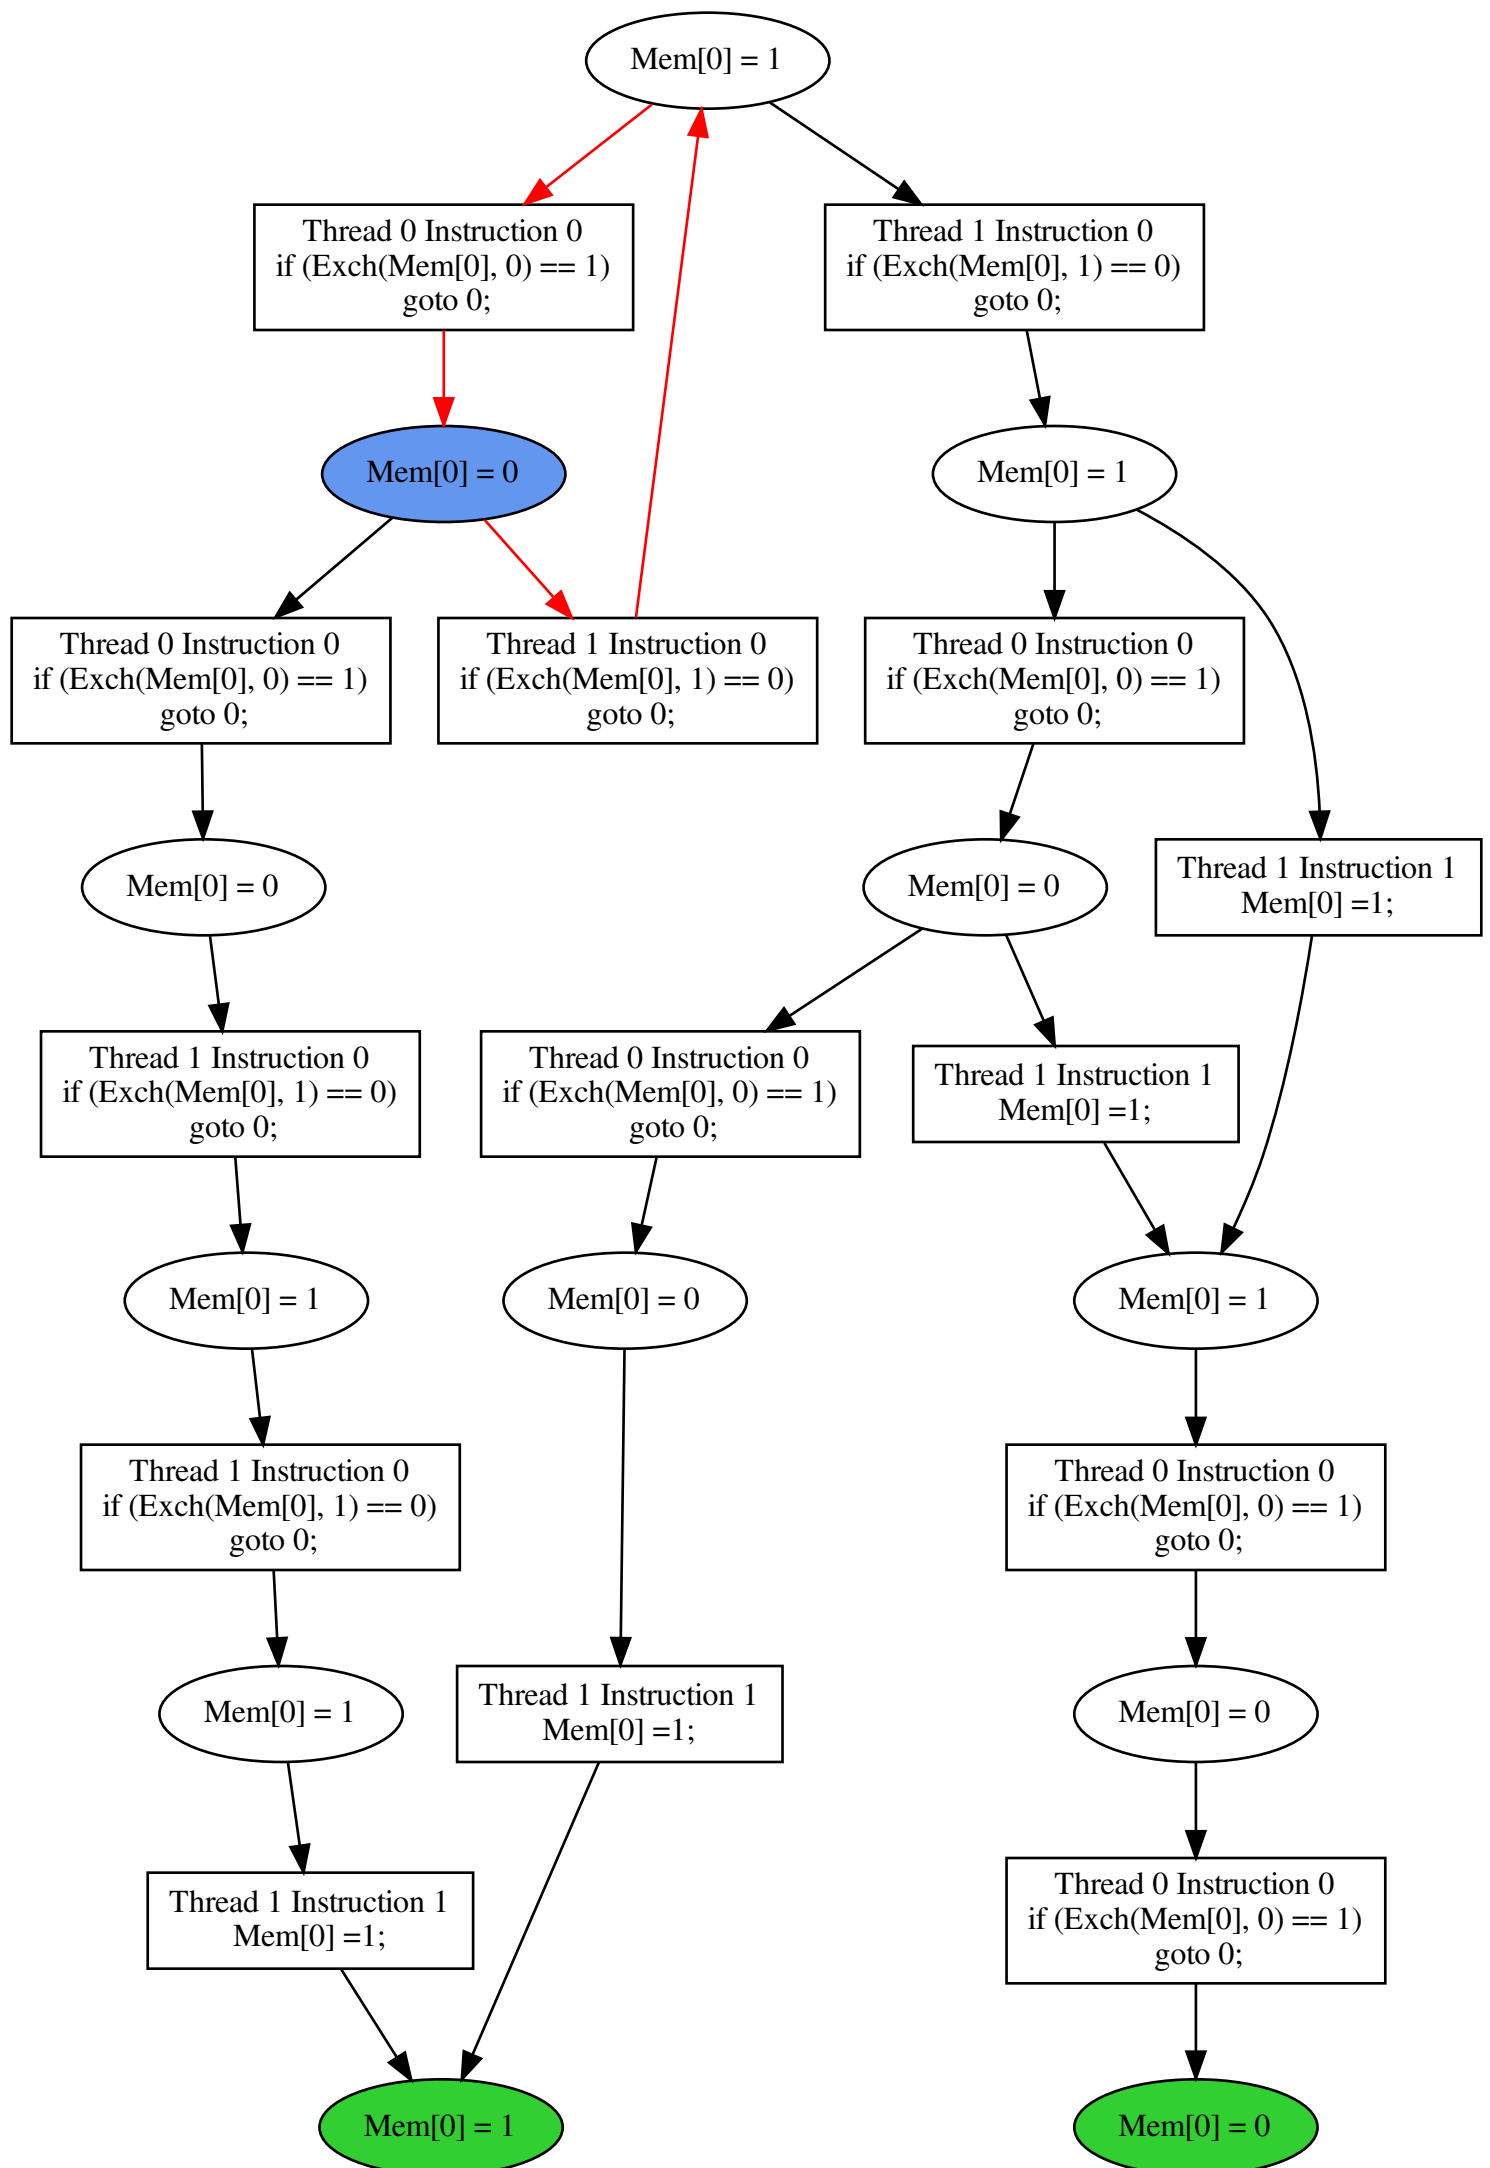 Mem[0] = 1
Thread 0 Instruction 0
if (Exch(Mem[0], 0) == 1)
goto 0;
Thread 1 Instruction 0
if (Exch(Mem[0], 1) == 0)
goto 0;
Mem[0] = 0
Mem[0] = 1
Thread 0 Instruction 0
if (Exch(Mem[0], 0) == 1)
goto 0;
Thread 1 Instruction 0
if (Exch(Mem[0], 1) == 0)
goto 0;
Thread 0 Instruction 0
if (Exch(Mem[0], 0) == 1)
goto 0;
Mem[0] = 0
Mem[0] = 0
Thread 1 Instruction 1
Mem[0] =1;
Thread 1 Instruction 0
if (Exch(Mem[0], 1) == 0)
goto 0;
Thread 0 Instruction 0
if (Exch(Mem[0], 0) == 1)
goto 0;
Thread 1 Instruction 1
Mem[0] =1;
Mem[0] = 1
Mem[0] = 0
Mem[0] = 1
Thread 1 Instruction 0
if (Exch(Mem[0], 1) == 0)
goto 0;
Thread 0 Instruction 0
if (Exch(Mem[0], 0) == 1)
goto 0;
Mem[0] = 1
Thread 1 Instruction 1
Mem[0] =1;
Mem[0] = 0
Thread 1 Instruction 1
Mem[0] =1;
Thread 0 Instruction 0
if (Exch(Mem[0], 0) == 1)
goto 0;
Mem[0] = 1
Mem[0] = 0